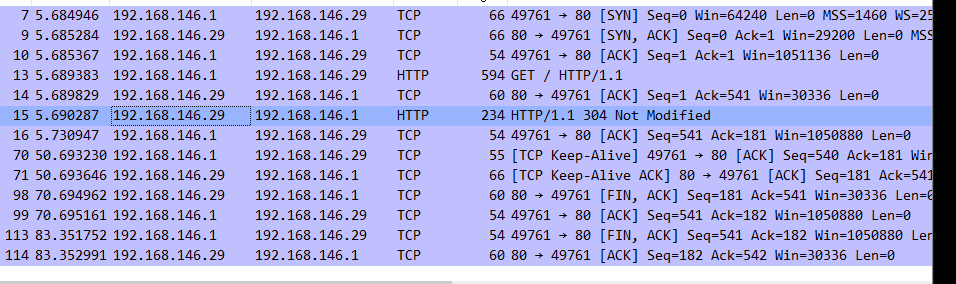 7 5.684946 192.168.146.1 192.168.146.29 TCP 66 49761 → 80 [SYN] Seq=0 Win=64240 Len=0 MSS=1460 WS=25
9 5.685284 192.168.146.29 192.168.146.1 TCP 66 80 → 49761 [SYN, ACK] Seq=0 Ack=1 Win=29200 Len=0 MSS
10 5.685367 192.168.146.1 192.168.146.29 TCP 54 49761 → 80 [ACK] Seq=1 Ack=1 Win=1051136 Len=0
13 5.689383 192.168.146.1 192.168.146.29 HTTP 594 GET / HTTP/1.1
14 5.689829 192.168.146.29 192.168.146.1 TCP 60 80 → 49761 [ACK] Seq=1 Ack=541 Win=30336 Len=0
15 5.690287 192.168.146.29 192.168.146.1 HTTP 234 HTTP/1.1 304 Not Modified
16 5.730947 192.168.146.1 192.168.146.29 TCP 54 49761 → 80 [ACK] Seq=541 Ack=181 Win=1050880 Len=0
70 50.693230 192.168.146.1 192.168.146.29 TCP 55 [TCP Keep-Alive] 49761 → 80 [ACK] Seq=540 Ack=181 Win
71 50.693646 192.168.146.29 192.168.146.1 TCP 66 [TCP Keep-Alive ACK] 80 → 49761 [ACK] Seq=181 Ack=541
98 70.694962 192.168.146.29 192.168.146.1 TCP 60 80 → 49761 [FIN, ACK] Seq=181 Ack=541 Win=30336 Len=0
99 70.695161 192.168.146.1 192.168.146.29 TCP 54 49761 → 80 [ACK] Seq=541 Ack=182 Win=1050880 Len=0
113 83.351752 192.168.146.1 192.168.146.29 TCP 54 49761 → 80 [FIN, ACK] Seq=541 Ack=182 Win=1050880 Len
114 83.352991 192.168.146.29 192.168.146.1 TCP 60 80 → 49761 [ACK] Seq=182 Ack=542 Win=30336 Len=0